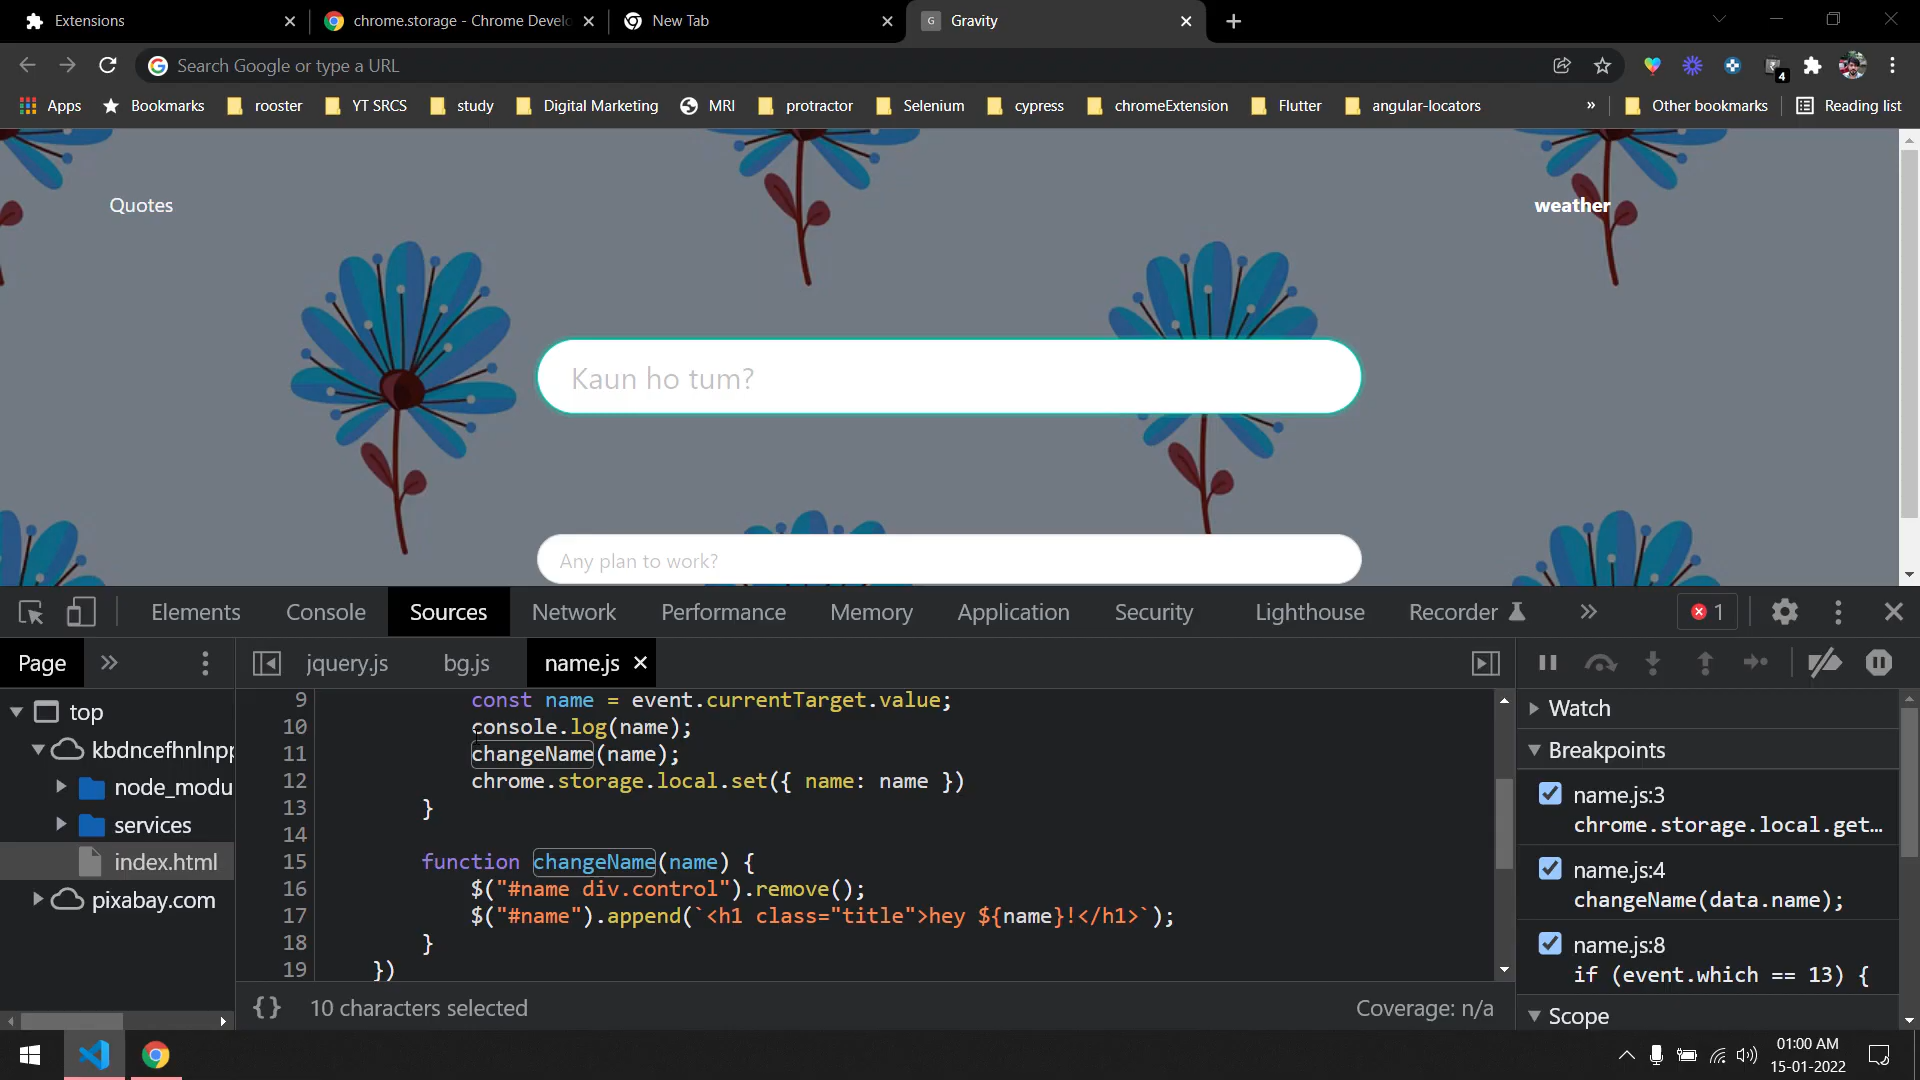 Extensions
chrome.storage - Chrome Develo
New Tab
G Gravity
Search Google or type a URL
4
Apps Bookmarks rooster YT SRCS study Digital Marketing MRI protractor Selenium cypress chromeExtension Flutter angular-locators » Other bookmarks Reading list
Quotes
weather
Kaun ho tum?
Any plan to work?
Elements Console Sources Network Performance Memory Application Security Lighthouse Recorder » 1
Page » jquery.js bg.js name.js
top
kbdncefhnlnpp
node_modu
services
index.html
pixabay.com
9 const name = event.currentTarget.value;
10 console.log(name);
11 changeName(name);
12 chrome.storage.local.set({ name: name })
13 }
14
15 function changeName(name) {
16 $("#name div.control").remove();
17 $("#name").append(`<h1 class="title">hey ${name}!</h1>`);
18 }
19 })
{} 10 characters selected
Coverage: n/a
Watch
Breakpoints
name.js:3
chrome.storage.local.get…
name.js:4
changeName(data.name);
name.js:8
if (event.which == 13) {
Scope
01:00 AM
15-01-2022